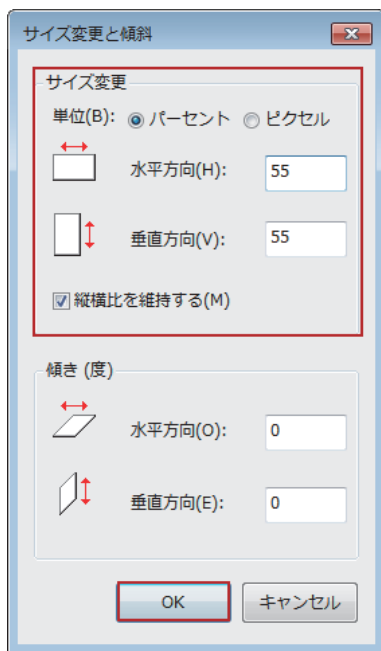 サイズ変更と傾斜
サイズ変更
単位(B): パーセント ピクセル
水平方向(H): 55
垂直方向(V): 55
縦横比を維持する(M)
傾き (度)
水平方向(O): 0
垂直方向(E): 0
OK キャンセル